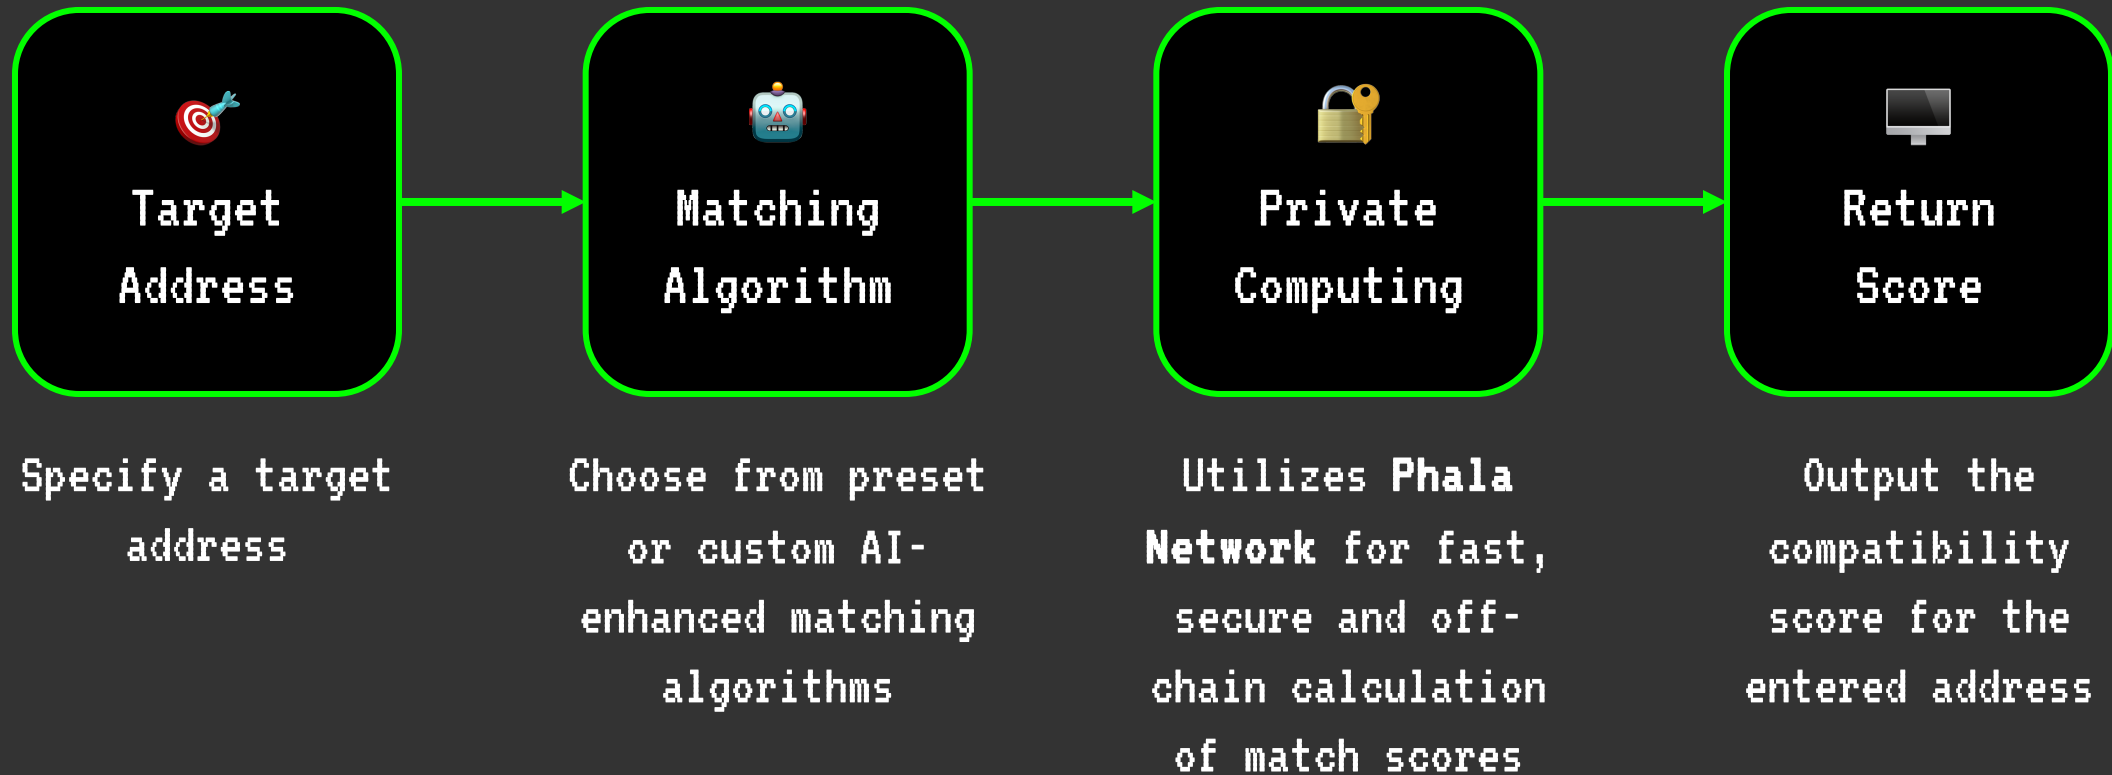 Target
Address
Matching
Algorithm
Private
Computing
Return
Score
Specify a target
address
Choose from preset
or custom AI-
enhanced matching
algorithms
Utilizes Phala
Network for fast,
secure and off-
chain calculation
of match scores
Output the
compatibility
score for the
entered address